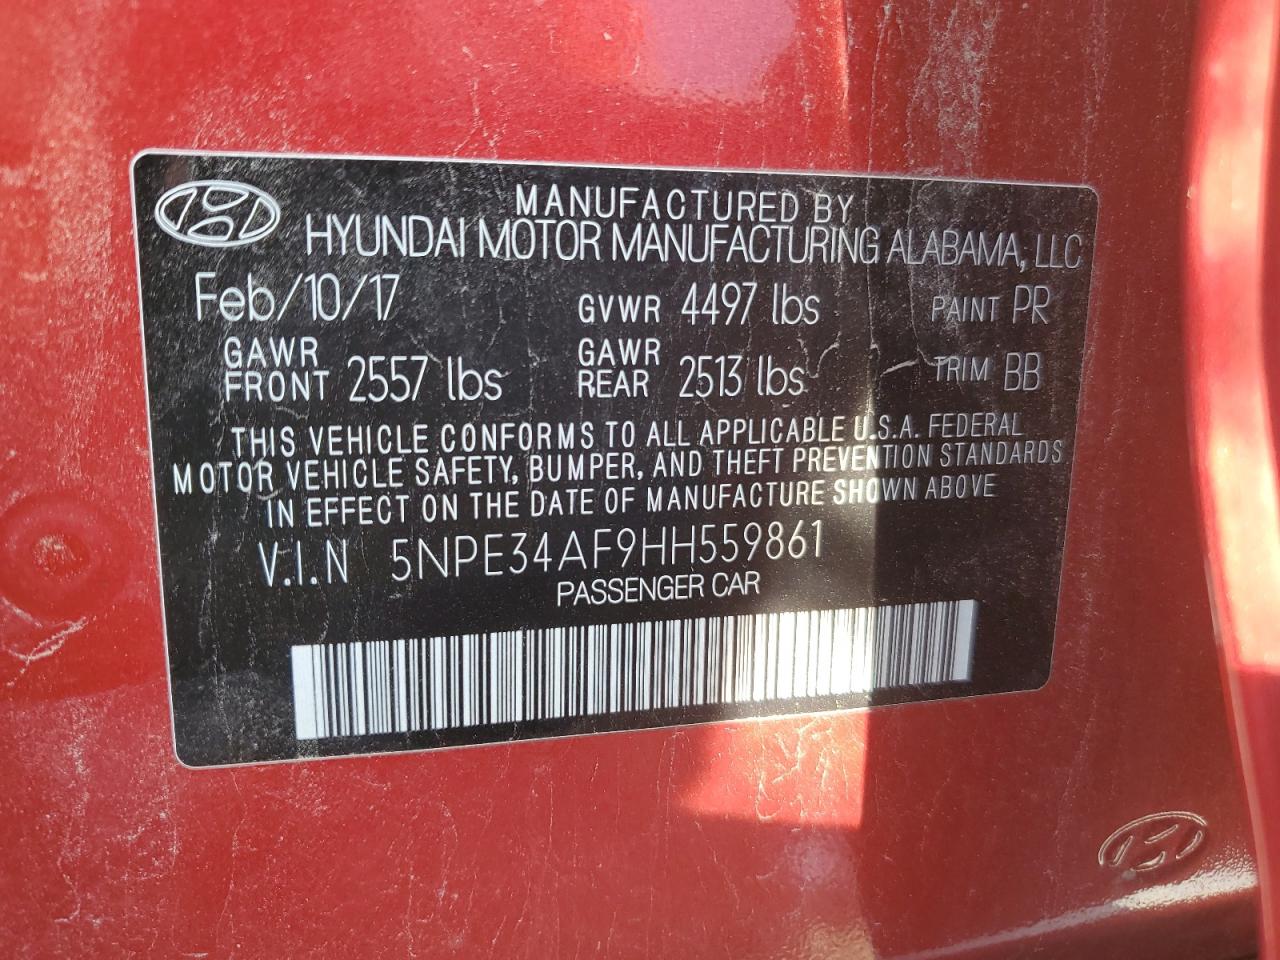 MANUFACTURED BY
HYUNDAI MOTOR MANUFACTURING ALABAMA, LLC
Feb/10/17 GVWR 4497 lbs PAINT PR
GAWR FRONT 2557 lbs GAWR REAR 2513 lbs TRIM BB
THIS VEHICLE CONFORMS TO ALL APPLICABLE U.S.A. FEDERAL
MOTOR VEHICLE SAFETY, BUMPER, AND THEFT PREVENTION STANDARDS
IN EFFECT ON THE DATE OF MANUFACTURE SHOWN ABOVE
V.I.N 5NPE34AF9HH559861
PASSENGER CAR